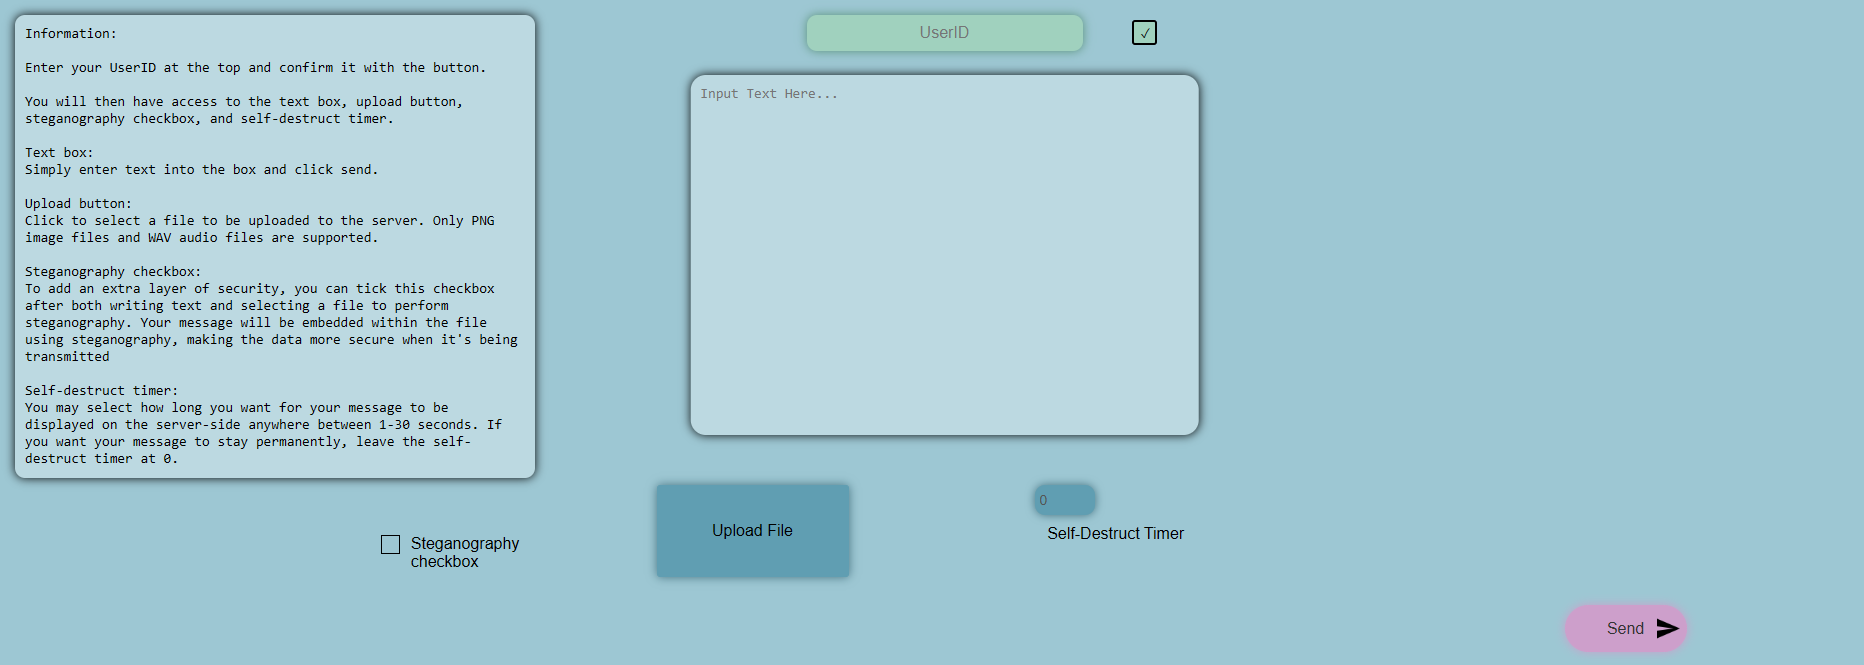 Information:
Enter your UserID at the top and confirm it with the button.
You will then have access to the text box, upload button,
steganography checkbox, and self-destruct timer.
Text box:
Simply enter text into the box and click send.
Upload button:
Click to select a file to be uploaded to the server. Only PNG
image files and WAV audio files are supported.
Steganography checkbox:
To add an extra layer of security, you can tick this checkbox
after both writing text and selecting a file to perform
steganography. Your message will be embedded within the file
using steganography, making the data more secure when it's being
transmitted
Self-destruct timer:
You may select how long you want for your message to be
displayed on the server-side anywhere between 1-30 seconds. If
you want your message to stay permanently, leave the self-
destruct timer at 0.
UserID
✓
Input Text Here...
Steganography
checkbox
Upload File
0
Self-Destruct Timer
Send